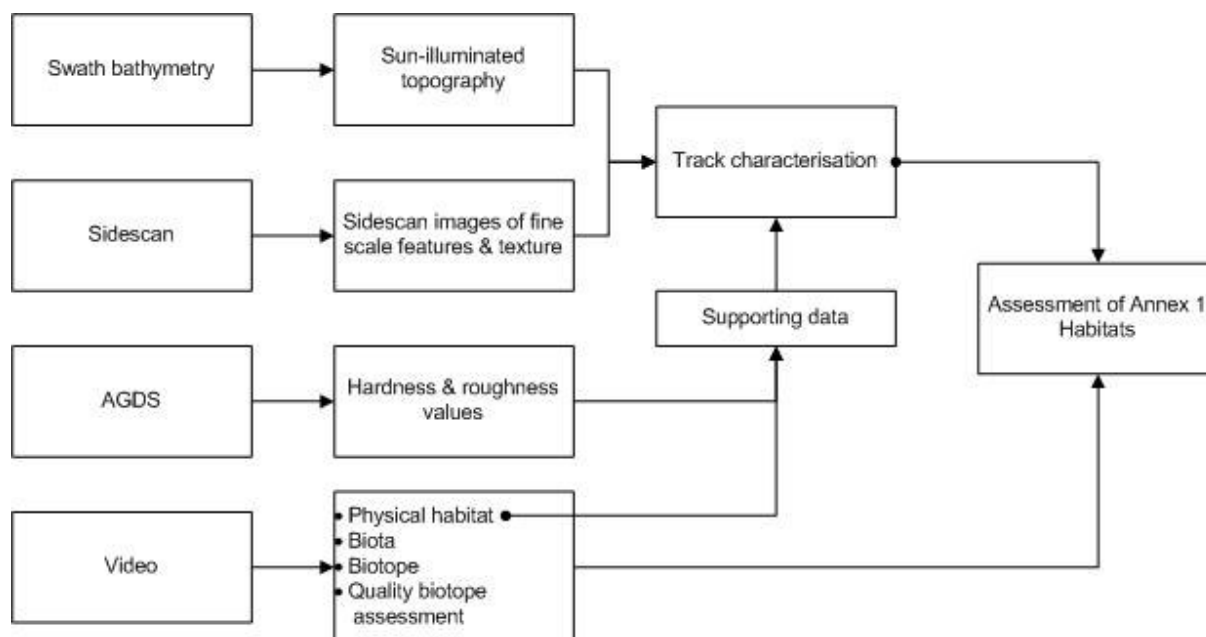 Swath bathymetry
Sun-illuminated
topography
Track characterisation
Sidescan
Sidescan images of fine
scale features & texture
Supporting data
Assessment of Annex 1
Habitats
AGDS
Hardness & roughness
values
Video
• Physical habitat
• Biota
• Biotope
• Quality biotope
assessment